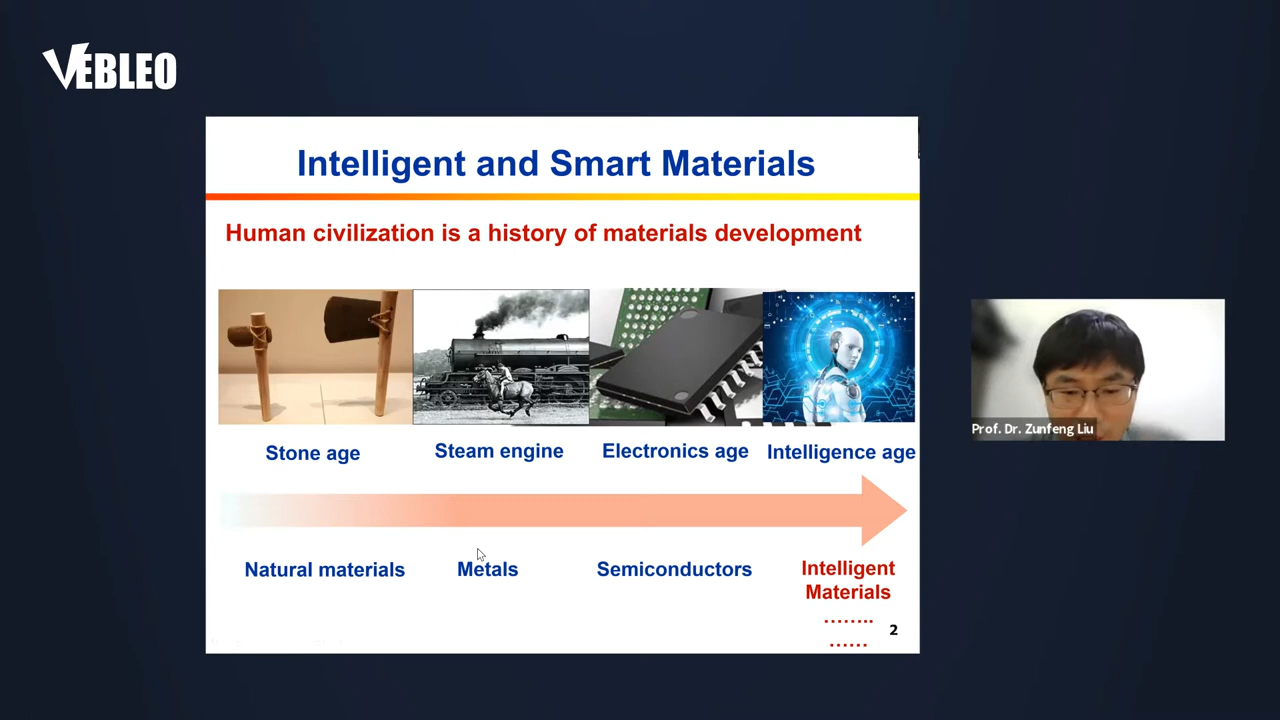 VEBLEO
Intelligent and Smart Materials
Human civilization is a history of materials development
Stone age
Steam engine
Electronics age
Intelligence age
Natural materials
Metals
Semiconductors
Intelligent
Materials
........
......
2
Prof. Dr. Zunfeng Liu